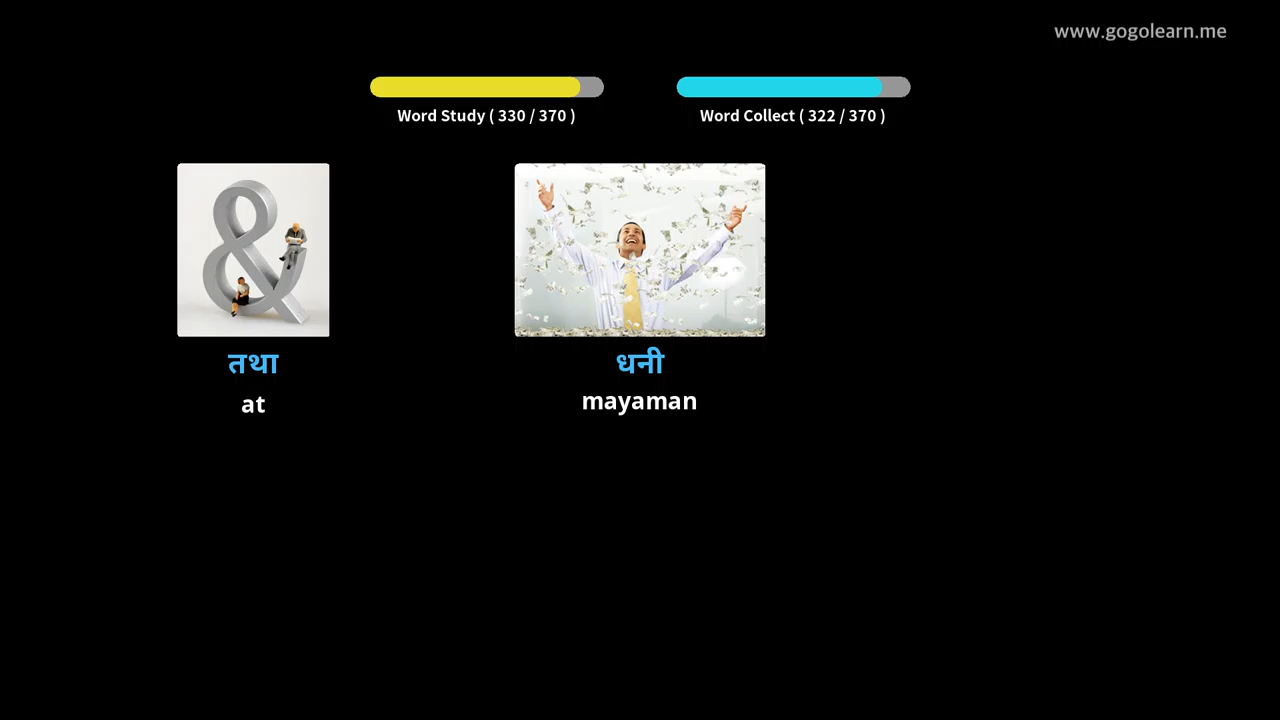 www.gogolearn.me
Word Study ( 330 / 370 )
Word Collect ( 322 / 370 )
&
तथा
at
धनी
mayaman